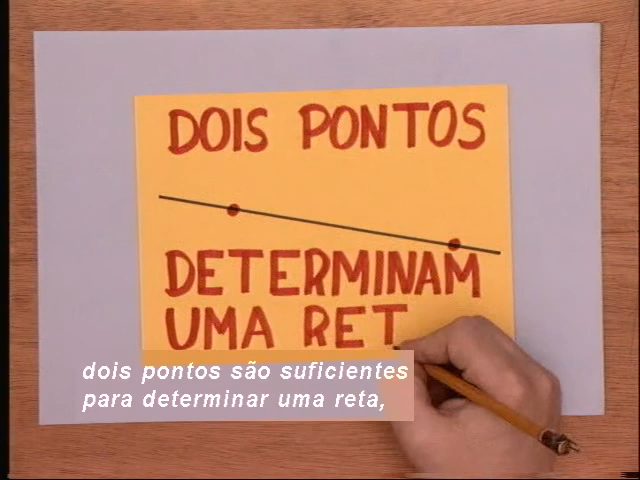 DOIS PONTOS
DETERMINAM
UMA RET
dois pontos são suficientes
para determinar uma reta,